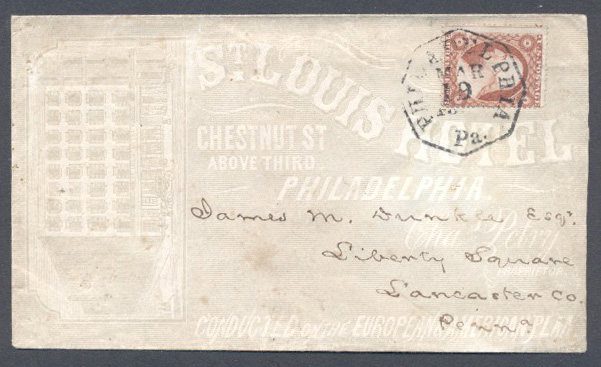 ST LOUIS
HOTEL
CHESTNUT ST
ABOVE THIRD
PHILADELPHIA.
PHILADELPHIA
MAR
19
Pa.
James M. Dunkle Esqr.
Chas Petry
Liberty Square
Lancaster Co.
Penna
CONDUCTED ON THE EUROPEAN & AMERICAN PLAN